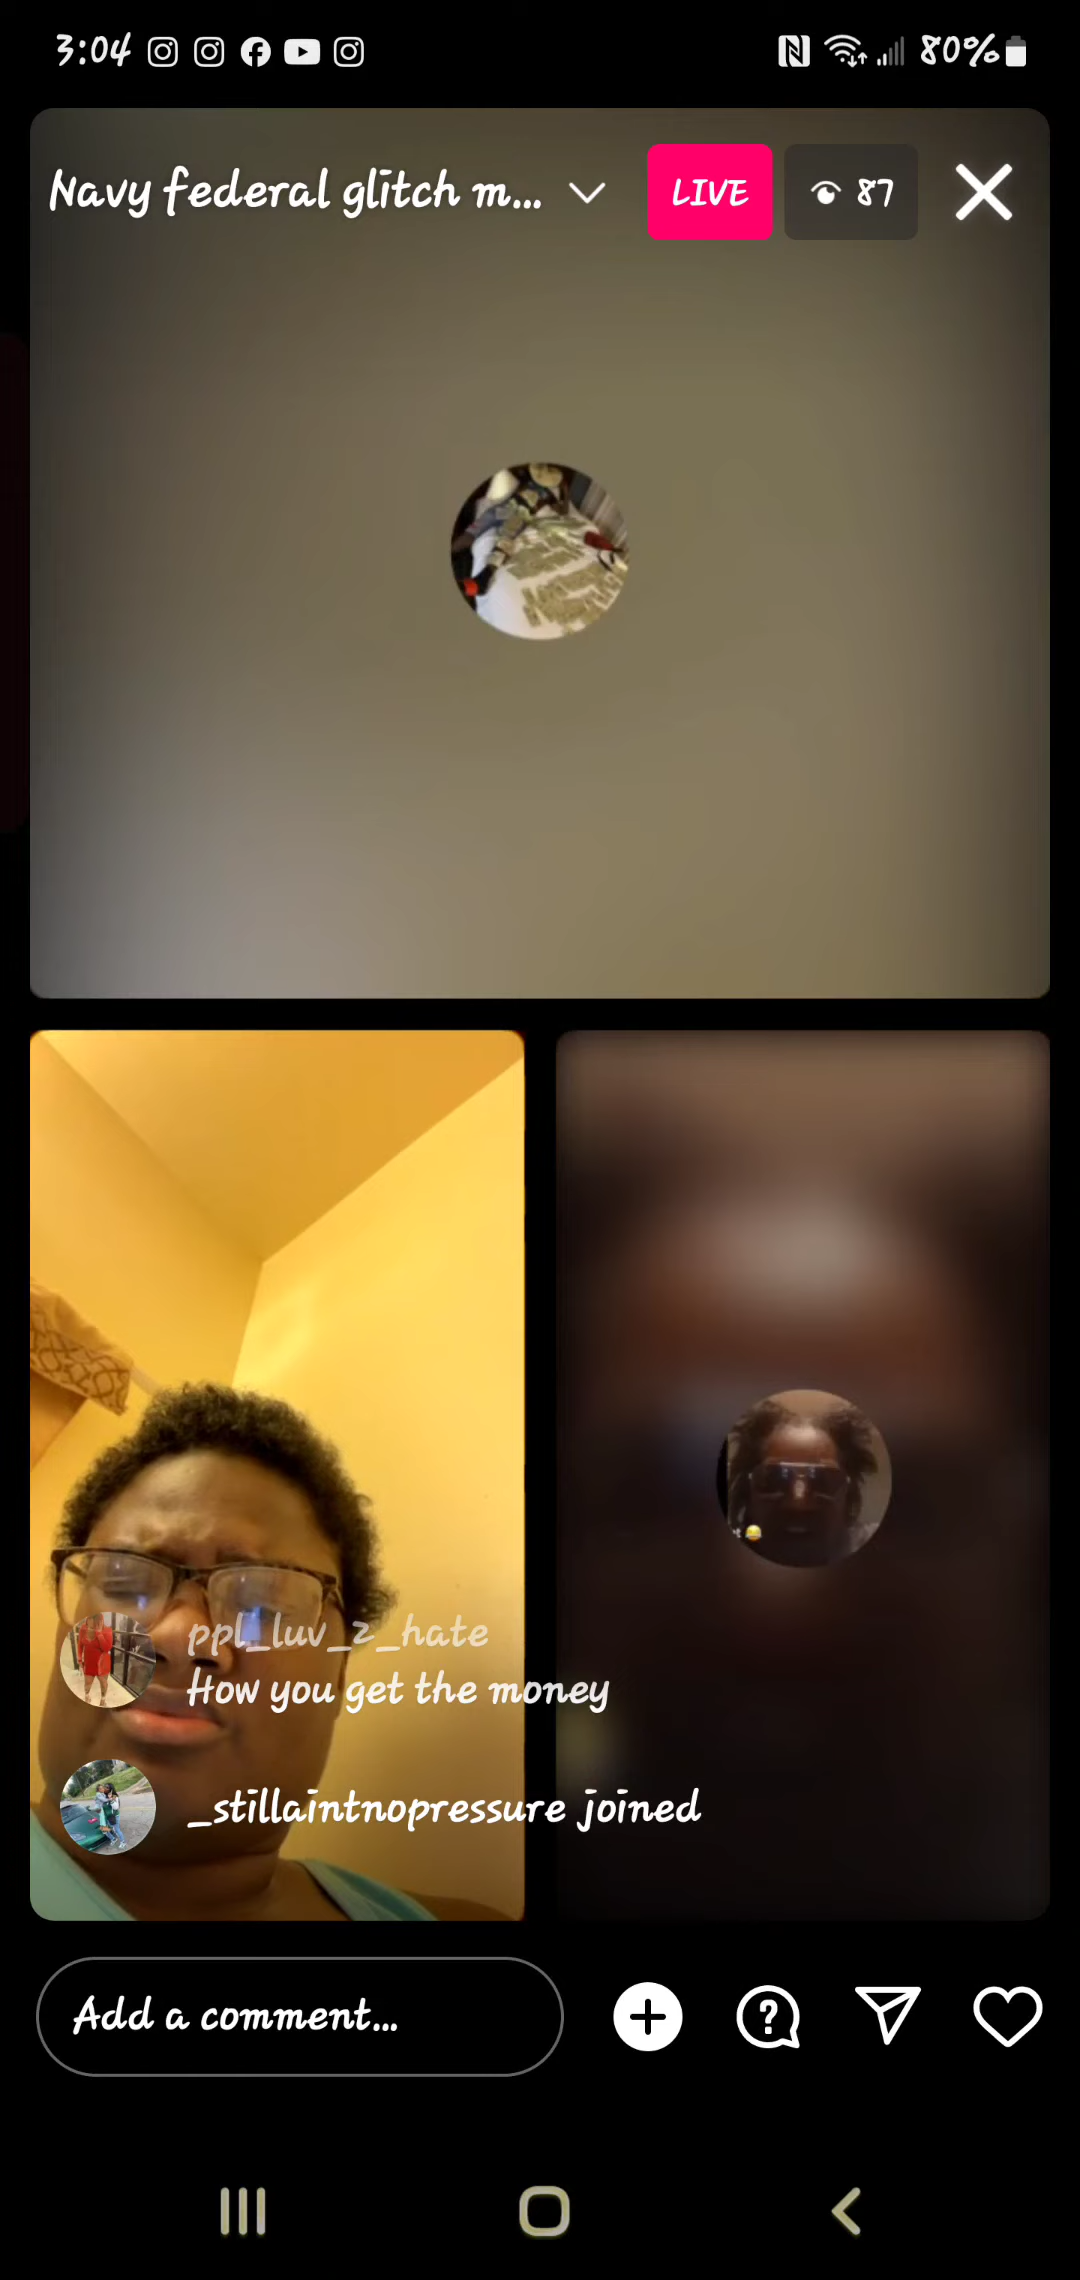 3:04 80%
Navy federal glitch m... LIVE 87
ppl_luv_2_hate
How you get the money
_stillaintnopressure joined
Add a comment...